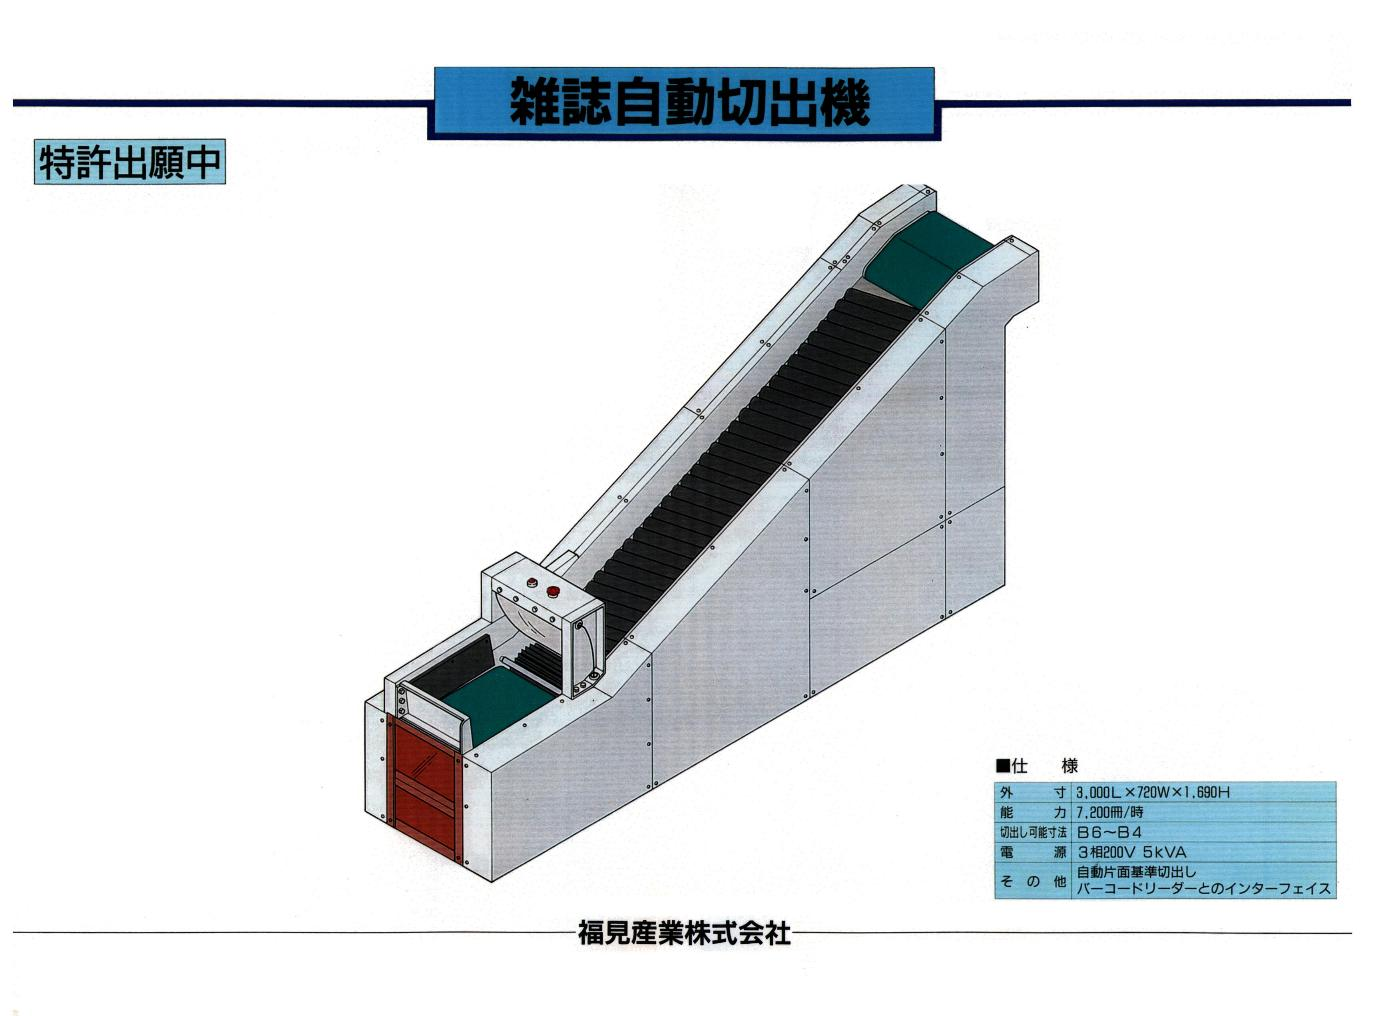 雑誌自動切出機
特許出願中
■仕 様
外 寸 3,000L×720W×1,690H
能 力 7,200冊/時
切出し可能寸法 B6～B4
電 源 3相200V 5kVA
その他 自動片面基準切出し
バーコードリーダーとのインターフェイス
福見産業株式会社